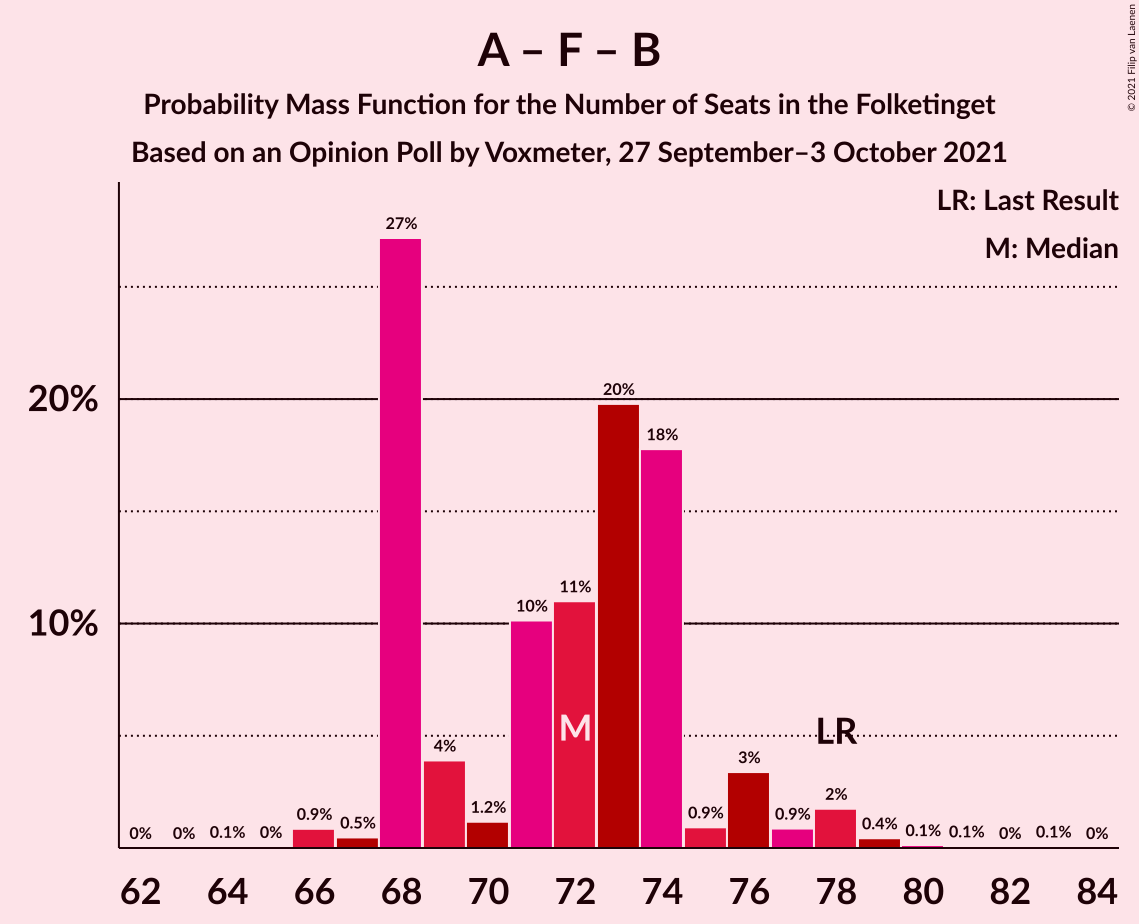 A – F – B
Probability Mass Function for the Number of Seats in the Folketinget
Based on an Opinion Poll by Voxmeter, 27 September–3 October 2021
© 2021 Filip van Laenen
LR: Last Result
M: Median
20%
10%
0%
0%
0.1%
0%
0.9%
0.5%
27%
4%
1.2%
10%
11%
20%
18%
0.9%
3%
0.9%
2%
0.4%
0.1%
0.1%
0%
0.1%
0%
M
LR
62 64 66 68 70 72 74 76 78 80 82 84